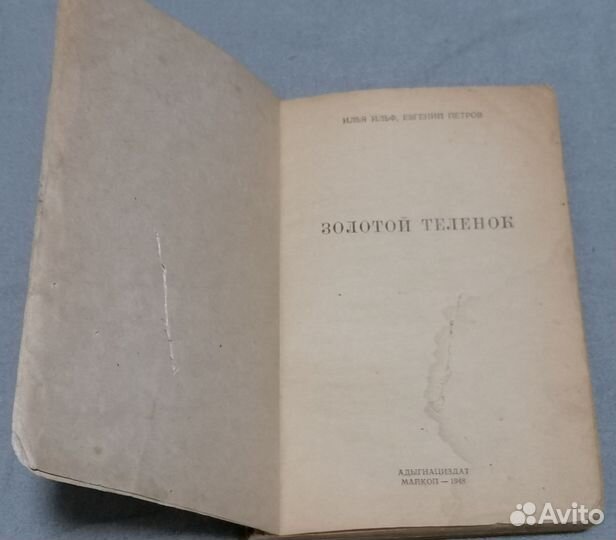 ИЛЬЯ ИЛЬФ, ЕВГЕНИЙ ПЕТРОВ
ЗОЛОТОЙ ТЕЛЕНОК
АДЫГНАЦИЗДАТ
МАЙКОП — 1948
Avito